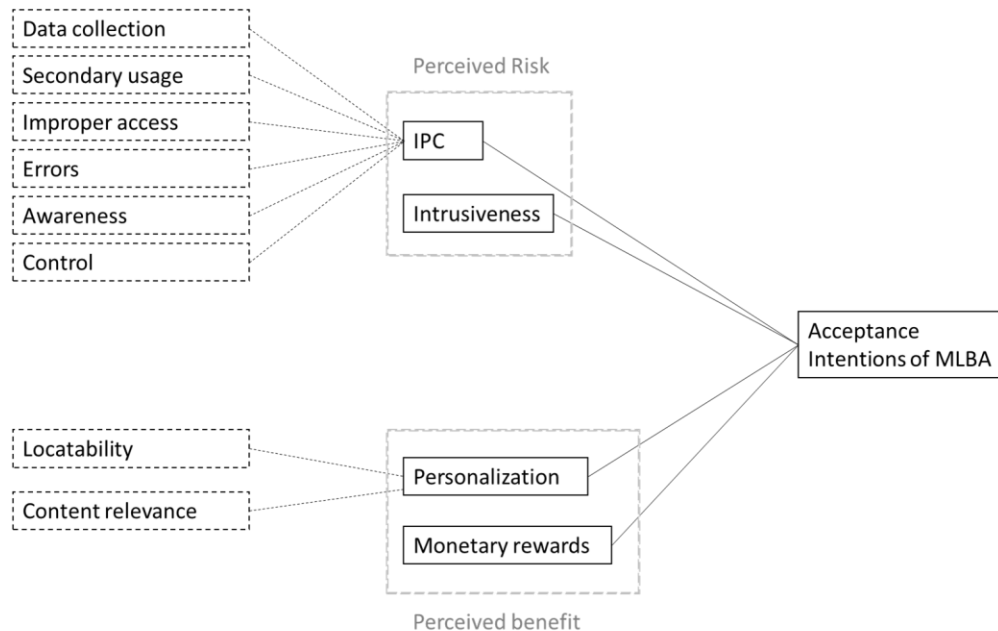 Data collection
Secondary usage
Improper access
Errors
Awareness
Control
Perceived Risk
IPC
Intrusiveness
Acceptance
Intentions of MLBA
Locatability
Content relevance
Personalization
Monetary rewards
Perceived benefit